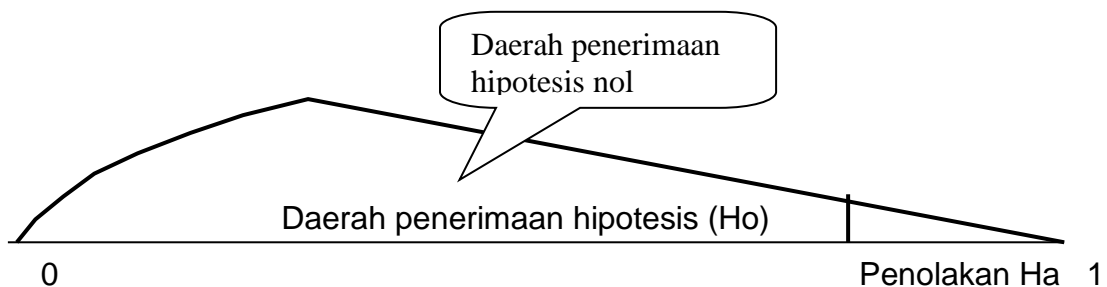 Daerah penerimaan
hipotesis nol
Daerah penerimaan hipotesis (Ho)
0 Penolakan Ha 1